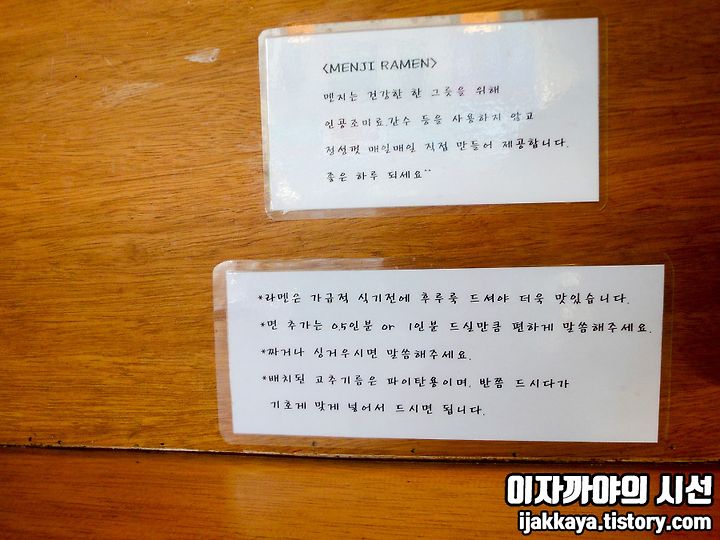 <MENJI RAMEN>
멘지는 건강한 한 그릇을 위해
인공조미료,간수 등을 사용하지 않고
정성껏 매일매일 직접 만들어 제공합니다.
좋은 하루 되세요^^
*라멘은 가급적 식기전에 후루룩 드셔야 더욱 맛있습니다.
*면 추가는 0.5인분 or 1인분 드실만큼 편하게 말씀해주세요.
*짜거나 싱거우시면 말씀해주세요.
*배치된 고추기름은 파이탄용이며, 반쯤 드시다가
기호게 맞게 넣어서 드시면 됩니다.
이자까야의 시선
ijakkaya.tistory.com